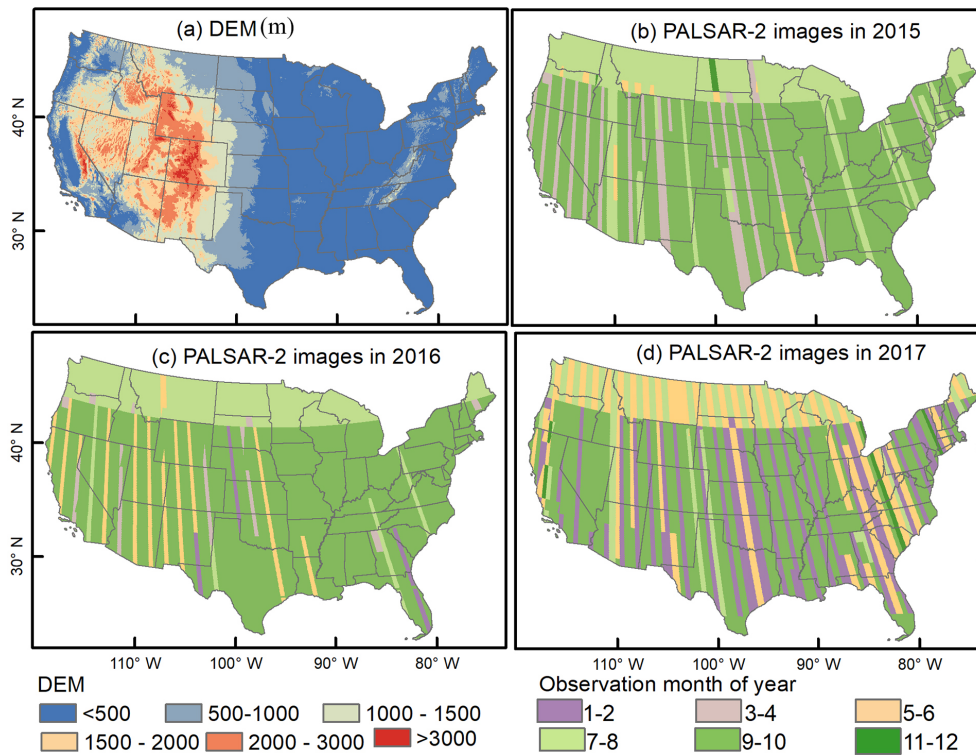 (a) DEM(m)
(b) PALSAR-2 images in 2015
40° N
30° N
(c) PALSAR-2 images in 2016
(d) PALSAR-2 images in 2017
40° N
30° N
110° W 100° W 90° W 80° W
110° W 100° W 90° W 80° W
DEM
<500 500-1000 1000 - 1500
1500 - 2000 2000 - 3000 >3000
Observation month of year
1-2 3-4 5-6
7-8 9-10 11-12